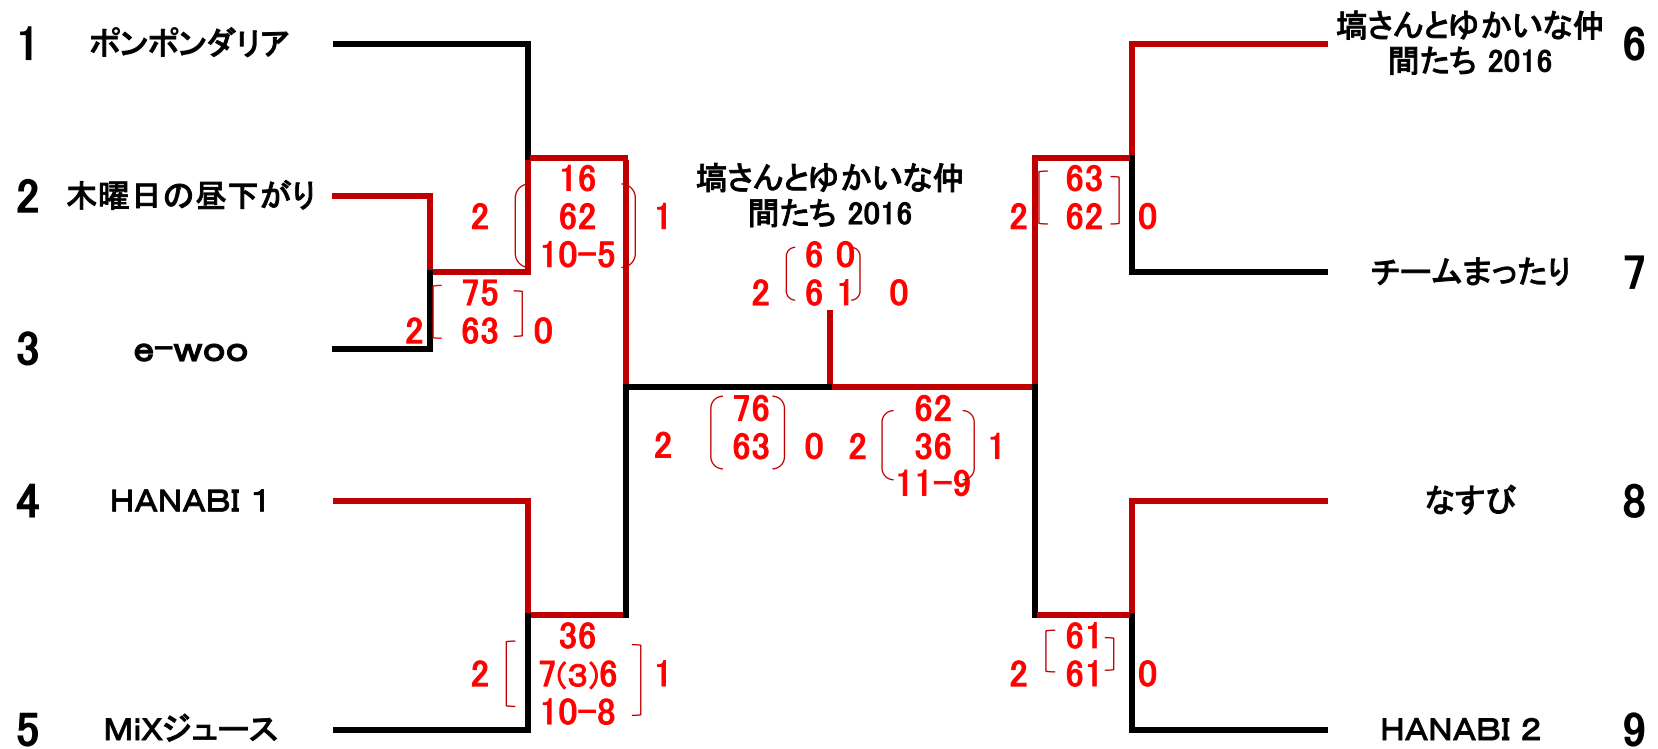 1 ポンポンダリア
2 木曜日の昼下がり
3 e-woo
4 HANABI 1
5 MiXジュース
16
2 62 1
10-5
75
2 63 0
36
2 7(3)6 1
10-8
76
2 63 0
塙さんとゆかいな仲
間たち 2016
6 0
2 6 1 0
62
2 36 1
11-9
63
2 62 0
61
2 61 0
塙さんとゆかいな仲
間たち 2016 6
チームまったり 7
なすび 8
HANABI 2 9